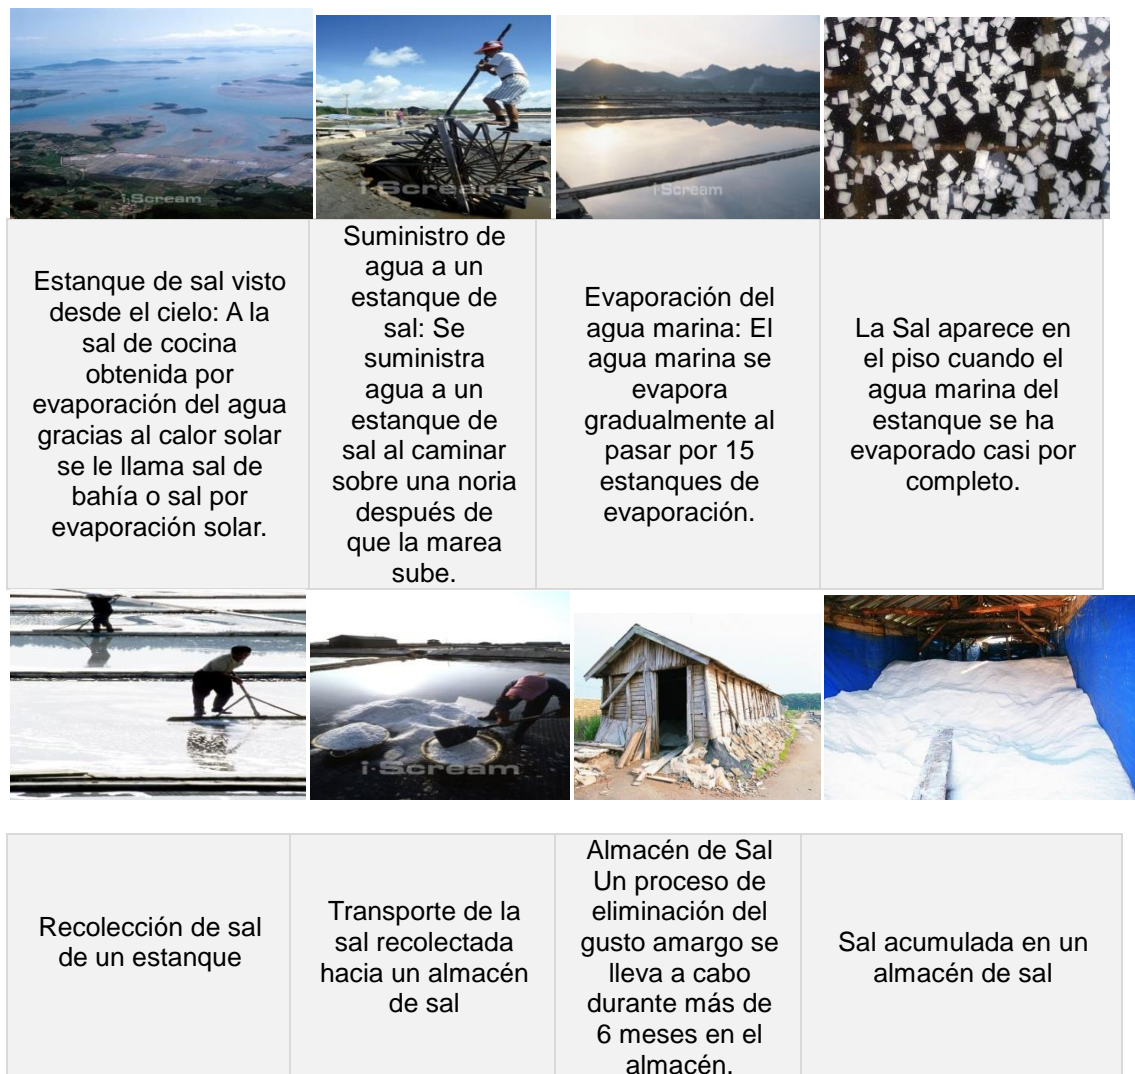 i-Scream
i-Scream
i-Scream
i-Scream
Estanque de sal visto
desde el cielo: A la
sal de cocina
obtenida por
evaporación del agua
gracias al calor solar
se le llama sal de
bahía o sal por
evaporación solar.
Suministro de
agua a un
estanque de
sal: Se
suministra
agua a un
estanque de
sal al caminar
sobre una noria
después de
que la marea
sube.
Evaporación del
agua marina: El
agua marina se
evapora
gradualmente al
pasar por 15
estanques de
evaporación.
La Sal aparece en
el piso cuando el
agua marina del
estanque se ha
evaporado casi por
completo.
i-Scream
Recolección de sal
de un estanque
Transporte de la
sal recolectada
hacia un almacén
de sal
Almacén de Sal
Un proceso de
eliminación del
gusto amargo se
lleva a cabo
durante más de
6 meses en el
almacén.
Sal acumulada en un
almacén de sal